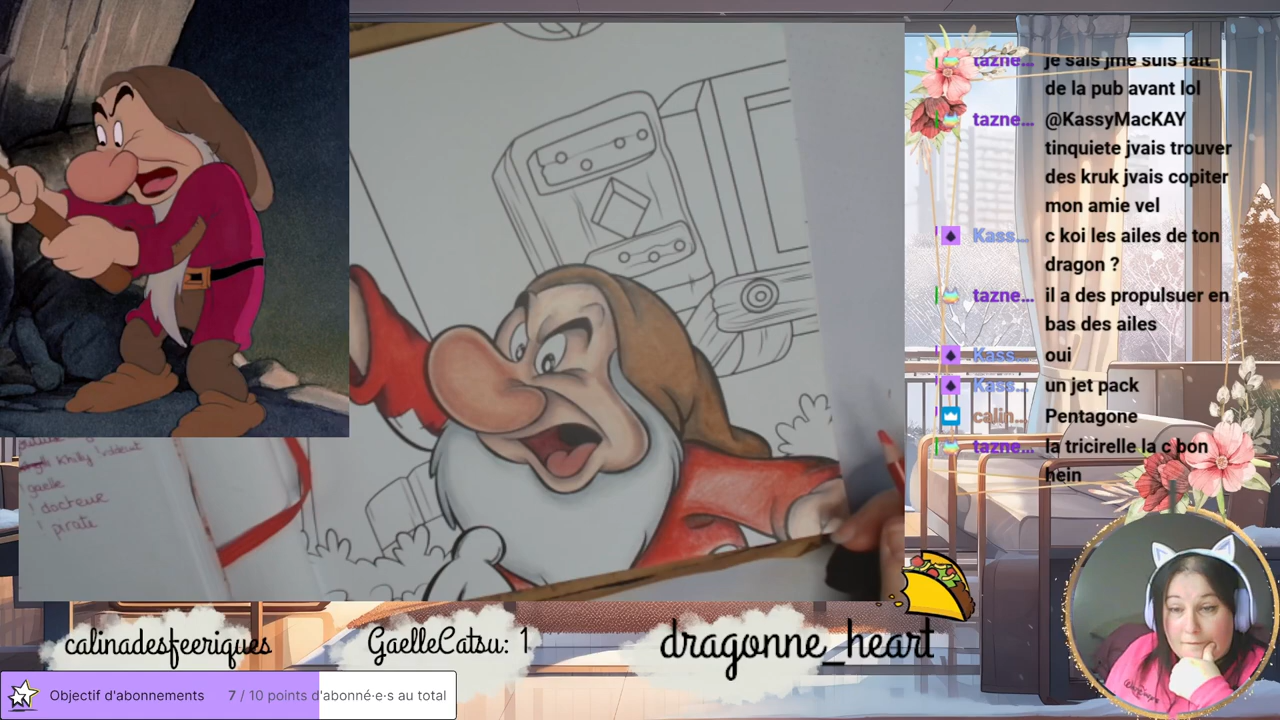 ! gaelle
! docteur
! pirate
je sais jme suis fait
de la pub avant lol
tazne... @KassyMacKAY
tinquiete jvais trouver
des kruk jvais copiter
mon amie vel
Kass... c koi les ailes de ton
dragon ?
tazne... il a des propulsuer en
bas des ailes
Kass... oui
Kass... un jet pack
calin... Pentagone
tazne... la tricirelle la c bon
hein
calinadesfeeriques
GaelleCatsu: 1
dragonne_heart
Objectif d'abonnements 7 / 10 points d'abonné·e·s au total